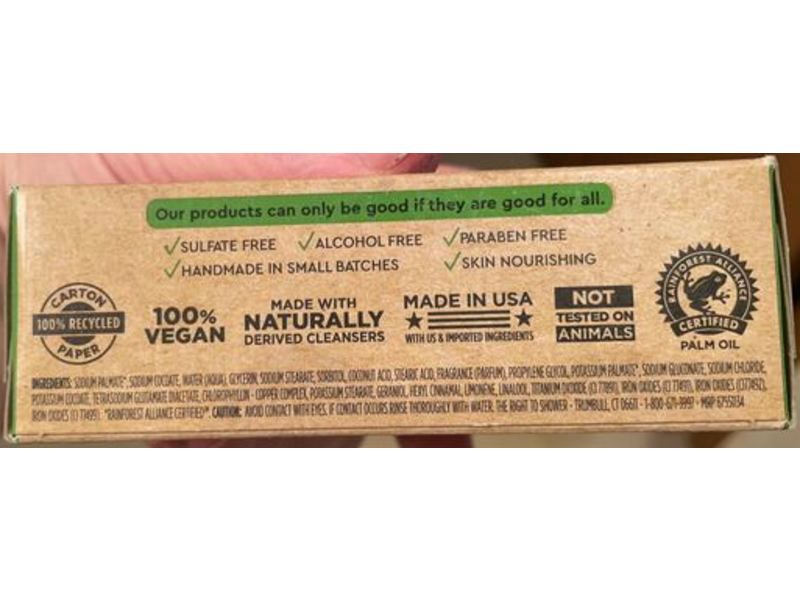 Our products can only be good if they are good for all.
✓SULFATE FREE ✓ALCOHOL FREE ✓PARABEN FREE
✓HANDMADE IN SMALL BATCHES ✓SKIN NOURISHING
CARTON
100% RECYCLED
PAPER
100%
VEGAN
MADE WITH
NATURALLY
DERIVED CLEANSERS
MADE IN USA
WITH US & IMPORTED INGREDIENTS
NOT
TESTED ON
ANIMALS
RAINFOREST ALLIANCE
CERTIFIED
PALM OIL
INGREDIENTS: SODIUM PALMATE*, SODIUM COCOATE, WATER (AQUA), GLYCERIN, SODIUM STEARATE, SORBITOL, COCONUT ACID, STEARIC ACID, FRAGRANCE (PARFUM), PROPYLENE GLYCOL, POTASSIUM PALMATE*, SODIUM GLUCONATE, SODIUM CHLORIDE,
POTASSIUM COCOATE, TETRASODIUM GLUTAMATE DIACETATE, CHLOROPHYLLIN - COPPER COMPLEX, POTASSIUM STEARATE, GERANIOL, HEXYL CINNAMAL, LIMONENE, LINALOOL, TITANIUM DIOXIDE (CI 77891), IRON OXIDES (CI 77491), IRON OXIDES (CI77492),
IRON OXIDES (CI 77499). *RAINFOREST ALLIANCE CERTIFIED*. CAUTION: AVOID CONTACT WITH EYES. IF CONTACT OCCURS RINSE THOROUGHLY WITH WATER. THE RIGHT TO SHOWER - TRUMBULL, CT 06611 - 1-800-671-9997 - MRP